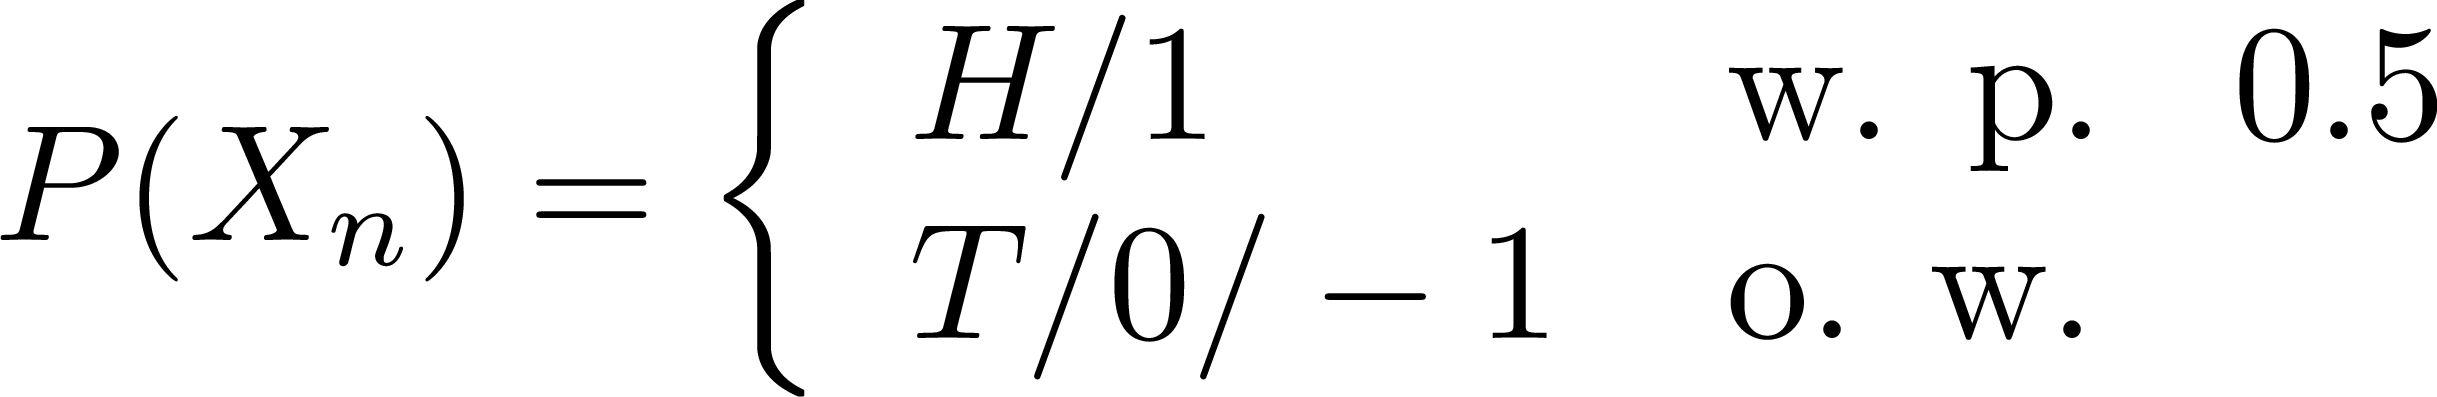 P(X_n) = { H/1 w. p. 0.5
T/0/ − 1 o. w.